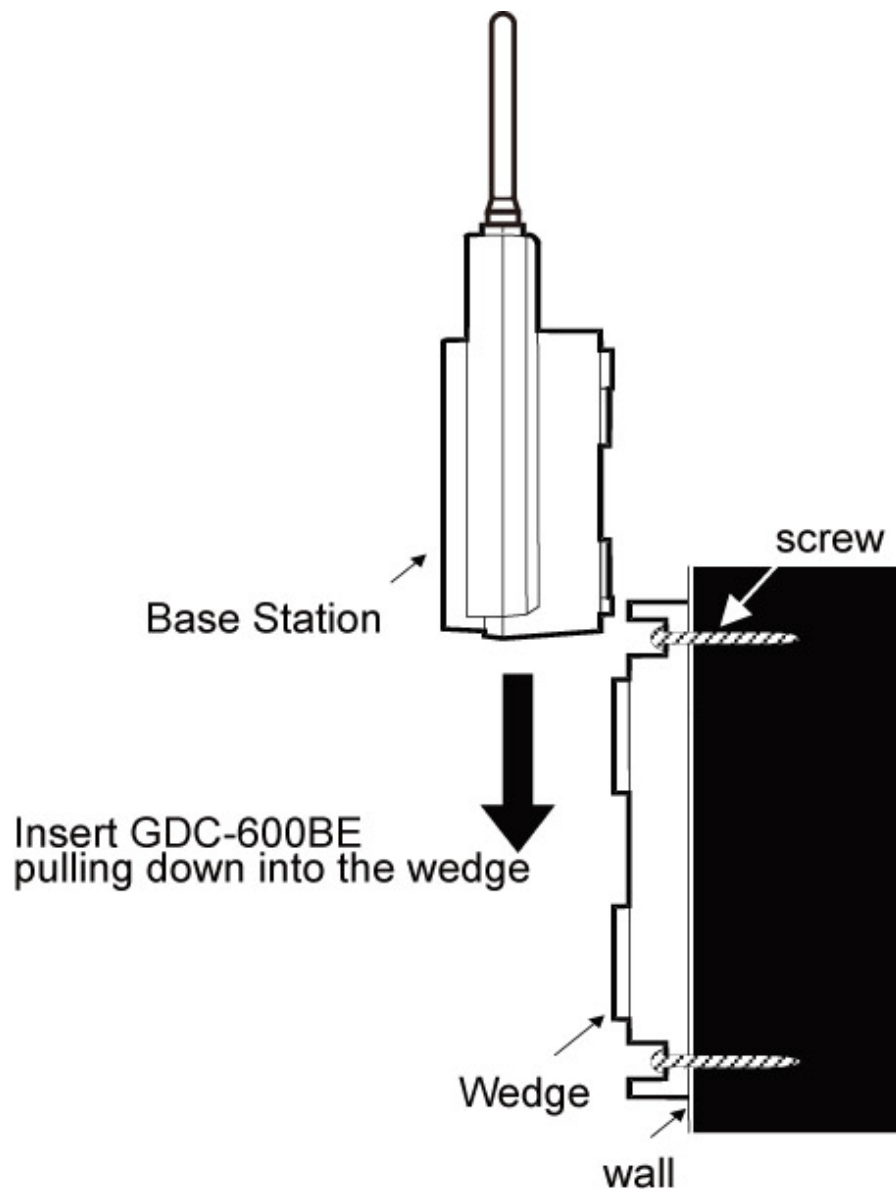 screw
Base Station
Insert GDC-600BE
pulling down into the wedge
Wedge
wall